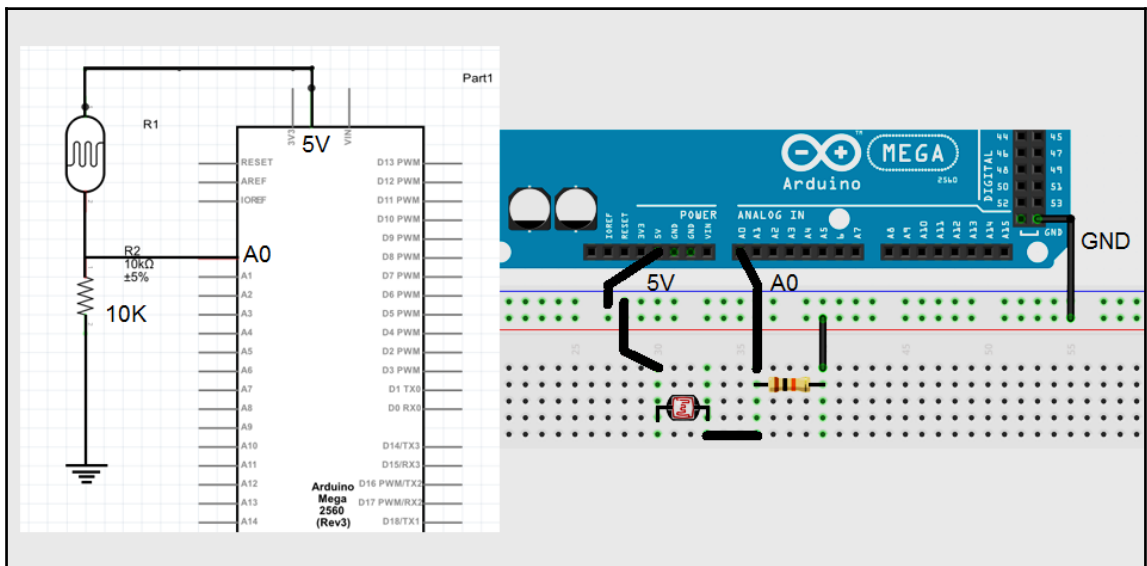 Part1
R1
3V3
5V
VIN
RESET
AREF
IOREF
A0
A1
A2
A3
A4
A5
A6
A7
A8
A9
A10
A11
A12
A13
A14
D13 PWM
D12 PWM
D11 PWM
D10 PWM
D9 PWM
D8 PWM
D7 PWM
D6 PWM
D5 PWM
D4 PWM
D2 PWM
D3 PWM
D1 TX0
D0 RX0
D14/TX3
D15/RX3
D16 PWM/TX2
D17 PWM/RX2
D18/TX1
R2
10kΩ
±5%
10K
Arduino
Mega
2560
(Rev3)
Arduino
TM
MEGA
2560
DIGITAL
44 45
46 47
48 49
50 51
52 53
GND
POWER
ANALOG IN
IOREF
RESET
3V3
5V
GND
GND
VIN
A0
A1
A2
A3
A4
A5
6
A7
A8
A9
A10
A11
A12
A13
A14
A15
GND
5V
A0
25
30
35
45
50
55